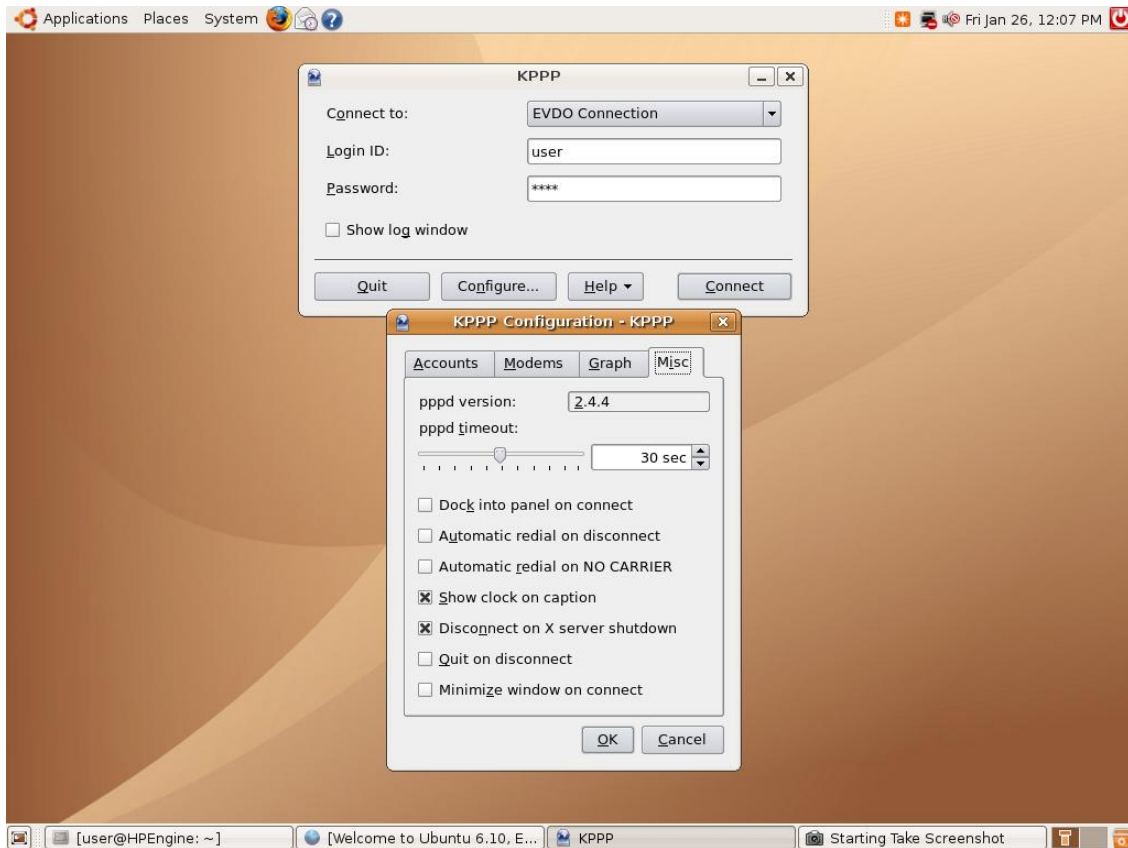 Applications Places System Fri Jan 26, 12:07 PM
KPPP
Connect to: EVDO Connection
Login ID: user
Password: ****
Show log window
Quit Configure... Help Connect
KPPP Configuration - KPPP
Accounts Modems Graph Misc
pppd version: 2.4.4
pppd timeout:
30 sec
Dock into panel on connect
Automatic redial on disconnect
Automatic redial on NO CARRIER
Show clock on caption
Disconnect on X server shutdown
Quit on disconnect
Minimize window on connect
OK Cancel
[user@HPEngine: ~] [Welcome to Ubuntu 6.10, E... KPPP Starting Take Screenshot